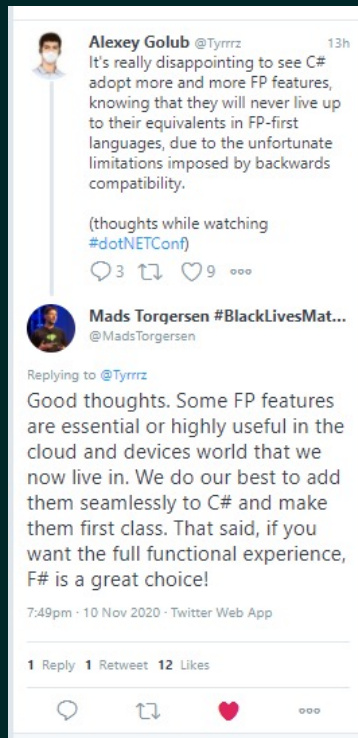 Alexey Golub @Tyrrrz 13h
It's really disappointing to see C#
adopt more and more FP features,
knowing that they will never live up
to their equivalents in FP-first
languages, due to the unfortunate
limitations imposed by backwards
compatibility.
(thoughts while watching
#dotNETConf)
3 9
Mads Torgersen #BlackLivesMat...
@MadsTorgersen
Replying to @Tyrrrz
Good thoughts. Some FP features
are essential or highly useful in the
cloud and devices world that we
now live in. We do our best to add
them seamlessly to C# and make
them first class. That said, if you
want the full functional experience,
F# is a great choice!
7:49pm · 10 Nov 2020 · Twitter Web App
1 Reply 1 Retweet 12 Likes